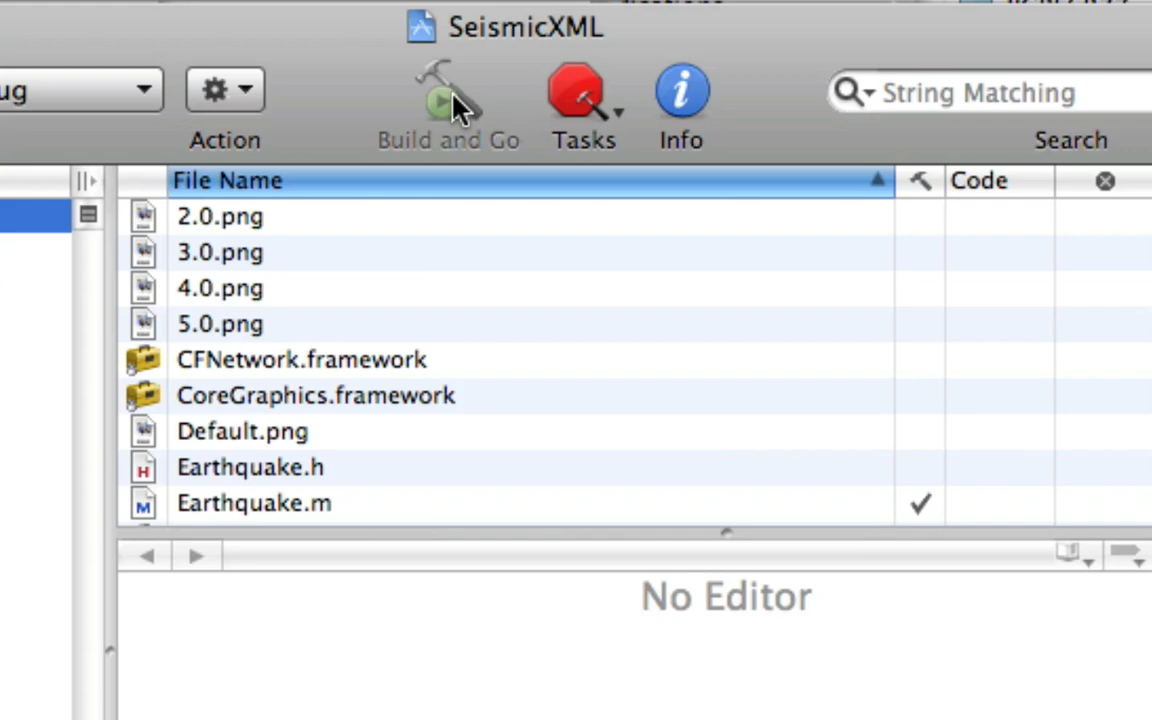 SeismicXML
ug
Action
Build and Go
Tasks
Info
String Matching
Search
File Name
Code
2.0.png
3.0.png
4.0.png
5.0.png
CFNetwork.framework
CoreGraphics.framework
Default.png
Earthquake.h
Earthquake.m
No Editor